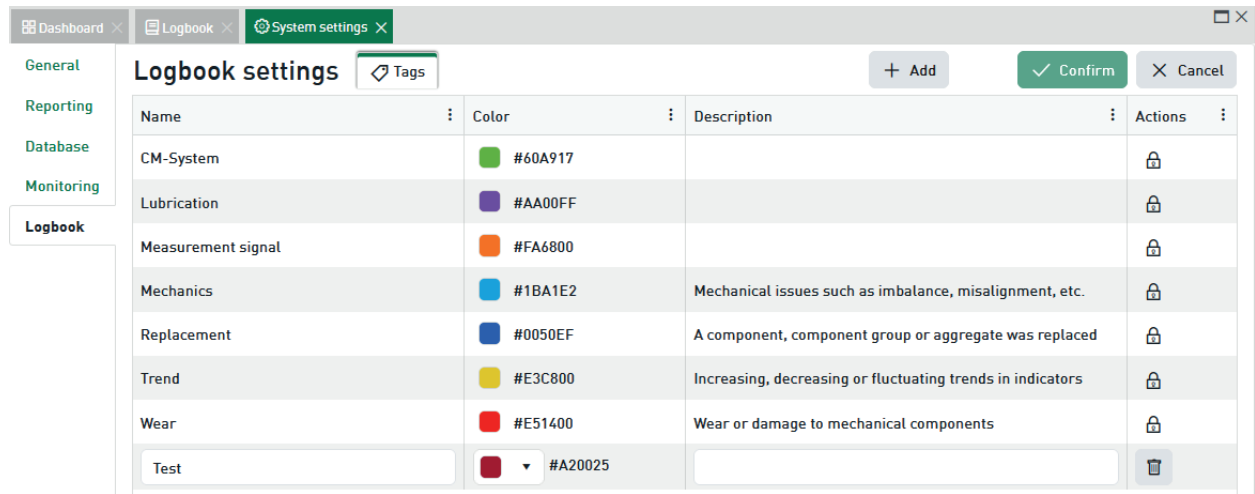 Dashboard Logbook System settings
General
Logbook settings Tags Add Confirm Cancel
Reporting
Name Color Description Actions
Database
CM-System #60A917
Monitoring
Lubrication #AA00FF
Logbook
Measurement signal #FA6800
Mechanics #1BA1E2 Mechanical issues such as imbalance, misalignment, etc.
Replacement #0050EF A component, component group or aggregate was replaced
Trend #E3C800 Increasing, decreasing or fluctuating trends in indicators
Wear #E51400 Wear or damage to mechanical components
Test #A20025